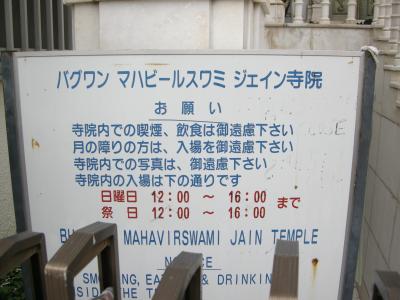 バグワン マハビールスワミ ジェイン寺院
お 願 い
寺院内での喫煙、飲食は御遠慮下さい
月の障りの方は、入場を御遠慮下さい
寺院内での写真は、御遠慮下さい
寺院内の入場は下の通りです
日曜日 12:00 ～ 16:00 まで
祭 日 12:00 ～ 16:00
MAHAVIRSWAMI JAIN TEMPLE
& DRINKING